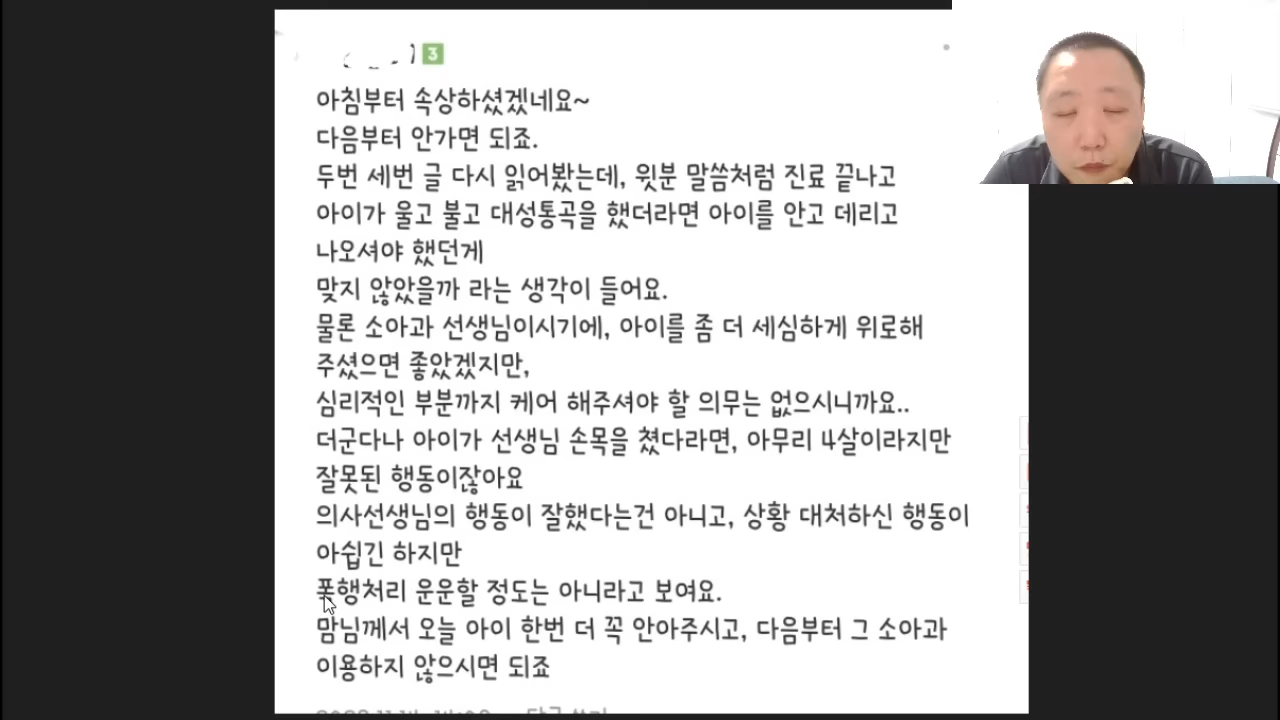 3
아침부터 속상하셨겠네요~
다음부터 안가면 되죠.
두번 세번 글 다시 읽어봤는데, 윗분 말씀처럼 진료 끝나고
아이가 울고 불고 대성통곡을 했더라면 아이를 안고 데리고
나오셔야 했던게
맞지 않았을까 라는 생각이 들어요.
물론 소아과 선생님이시기에, 아이를 좀 더 세심하게 위로해
주셨으면 좋았겠지만,
심리적인 부분까지 케어 해주셔야 할 의무는 없으시니까요..
더군다나 아이가 선생님 손목을 쳤다라면, 아무리 4살이라지만
잘못된 행동이잖아요
의사선생님의 행동이 잘했다는건 아니고, 상황 대처하신 행동이
아쉽긴 하지만
폭행처리 운운할 정도는 아니라고 보여요.
맘님께서 오늘 아이 한번 더 꼭 안아주시고, 다음부터 그 소아과
이용하지 않으시면 되죠